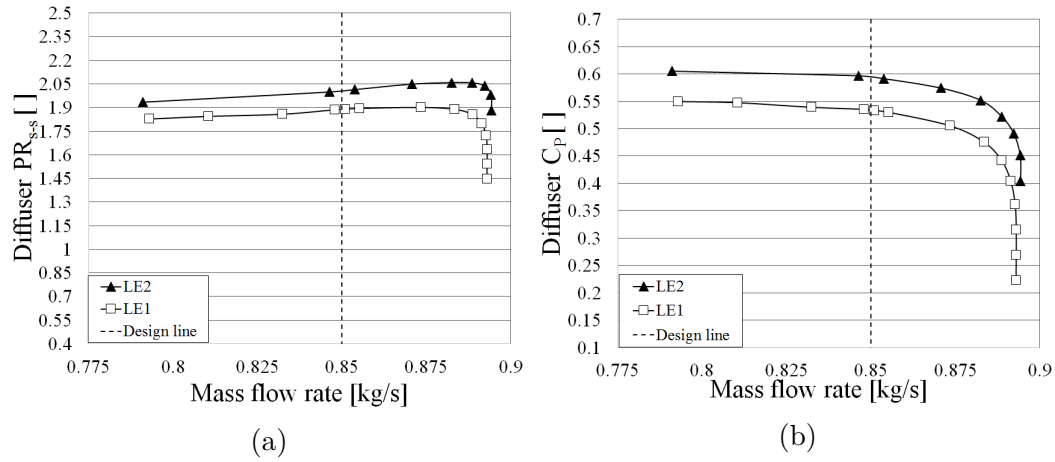 2.5
2.35
2.2
2.05
1.9
1.75
1.6
1.45
1.3
1.15
1
0.85
0.7
0.55
0.4
Diffuser PR_{s-s} [ ]
LE2
LE1
Design line
0.775 0.8 0.825 0.85 0.875 0.9
Mass flow rate [kg/s]
(a)
0.7
0.65
0.6
0.55
0.5
0.45
0.4
0.35
0.3
0.25
0.2
0.15
0.1
Diffuser C_P [ ]
LE2
LE1
Design line
0.775 0.8 0.825 0.85 0.875 0.9
Mass flow rate [kg/s]
(b)